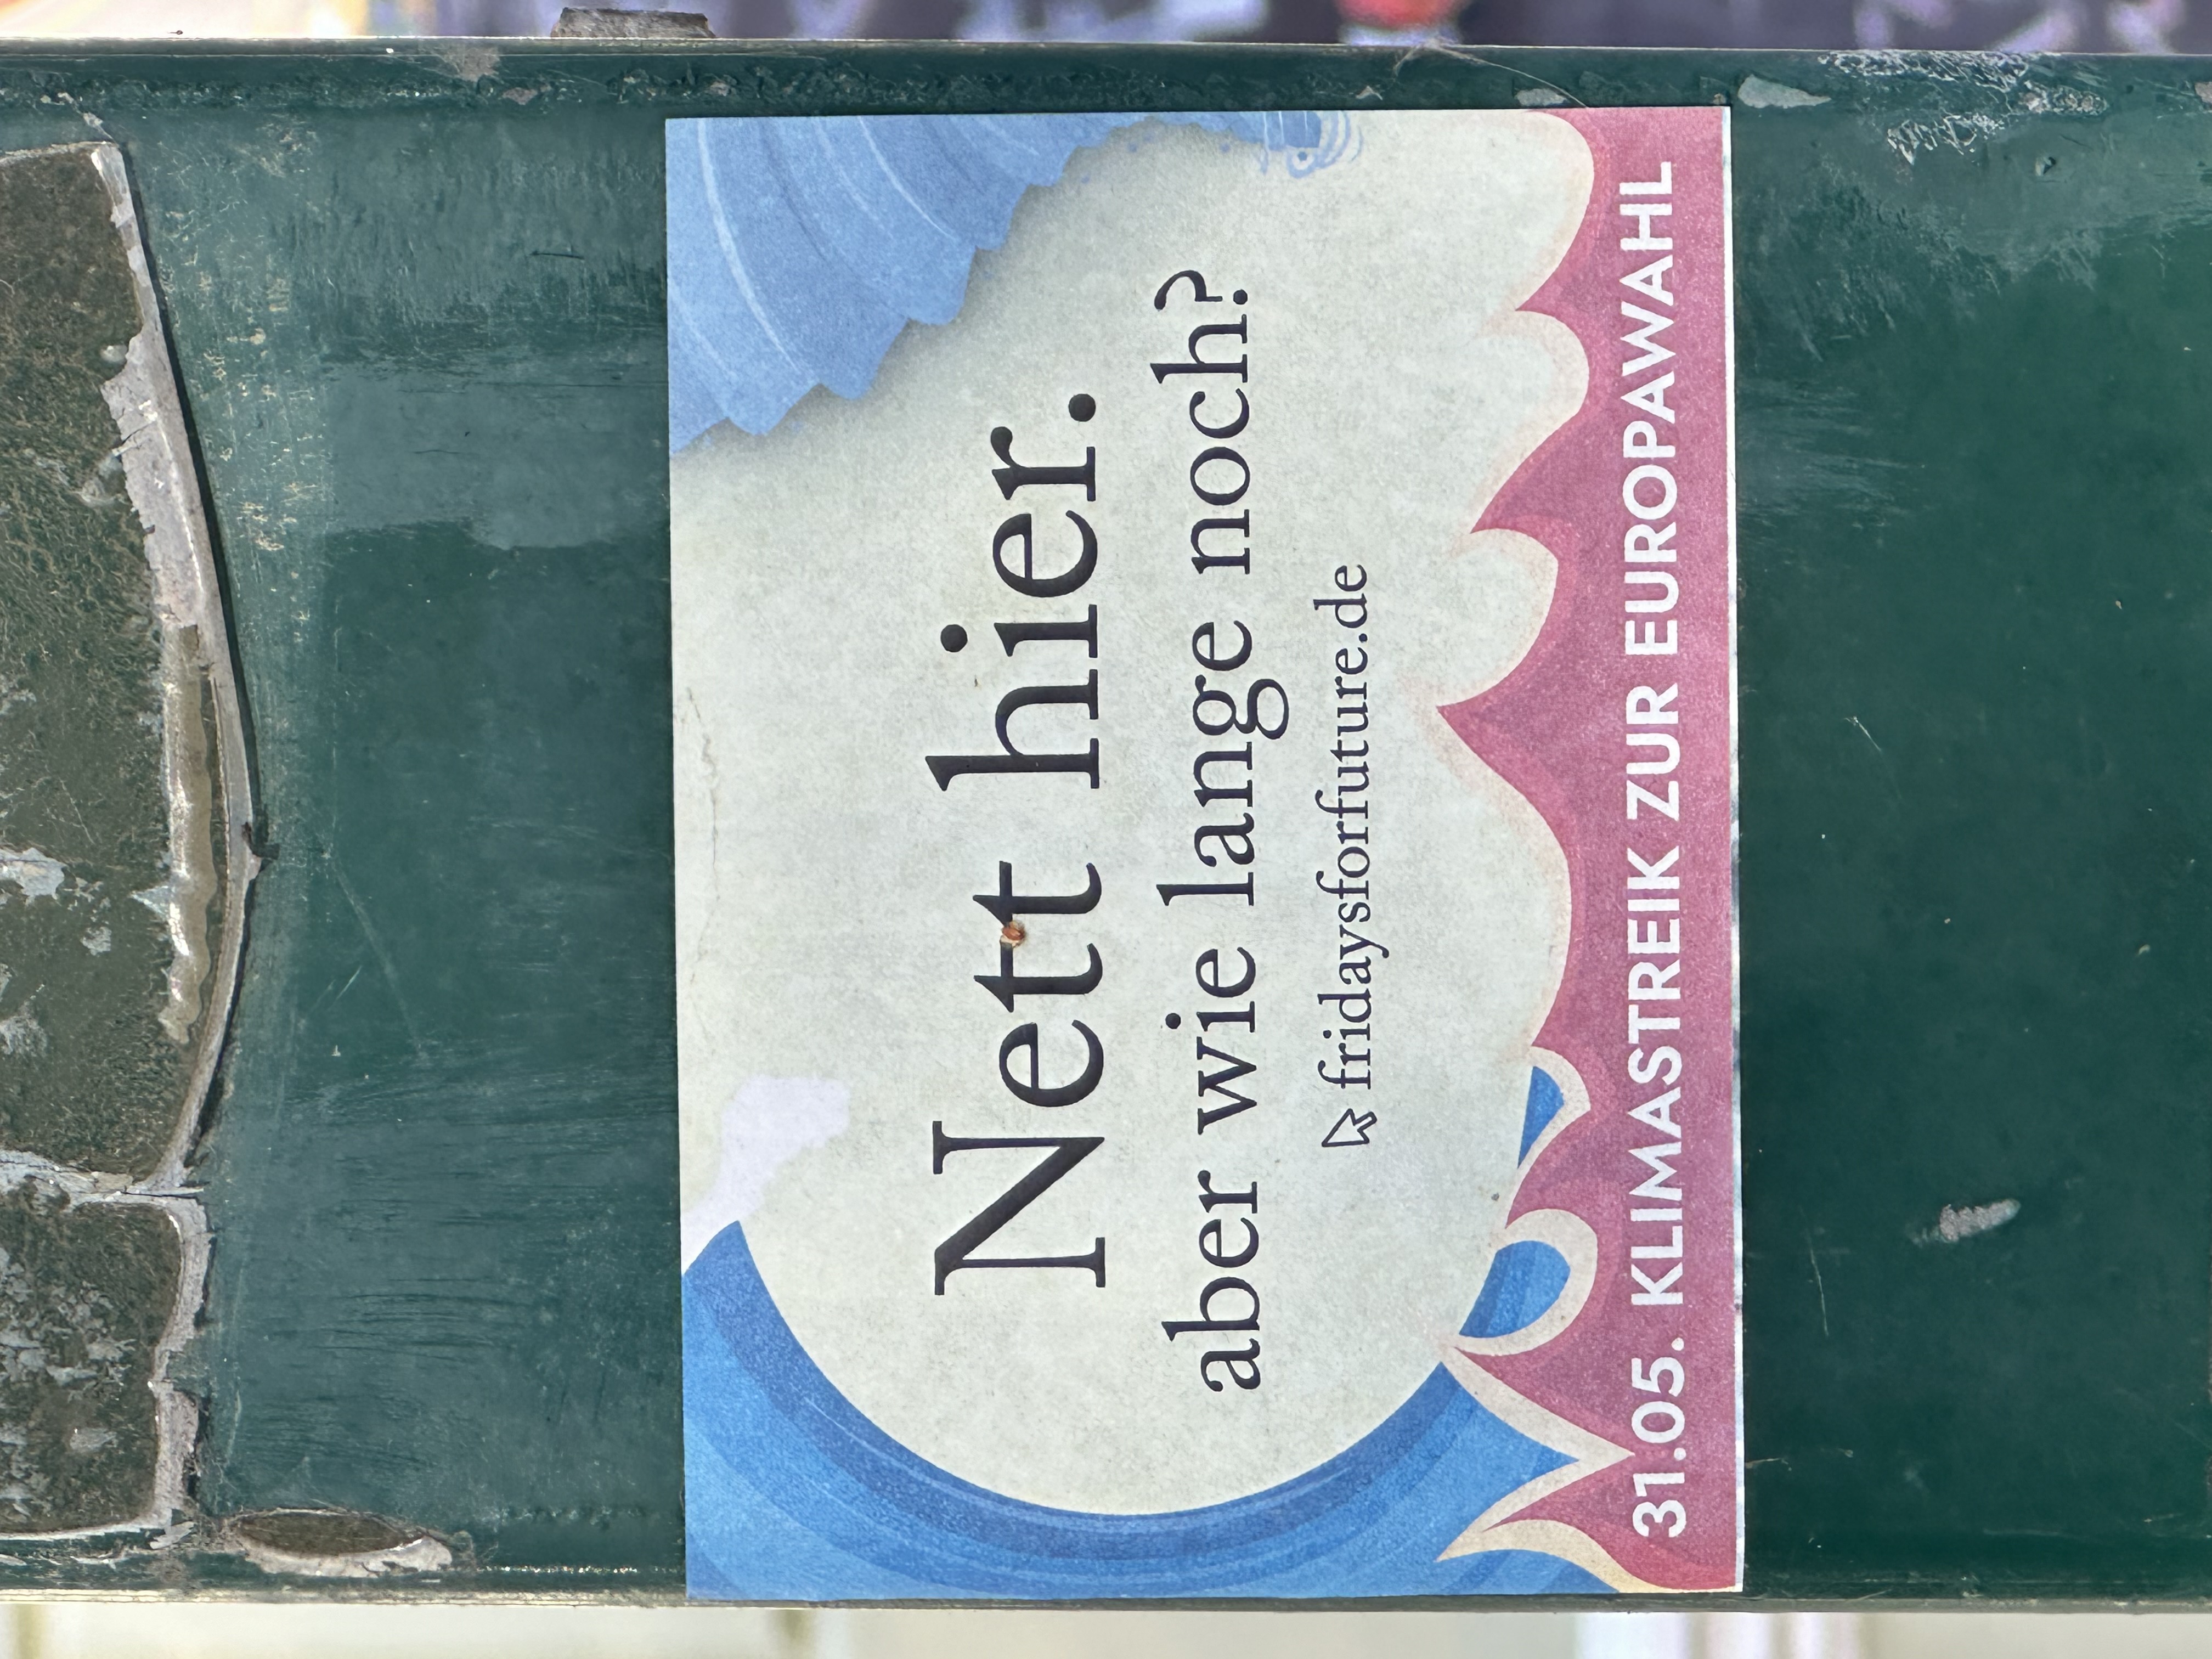 Nett hier.
aber wie lange noch?
fridaysforfuture.de
31.05. KLIMASTREIK ZUR EUROPAWAHL